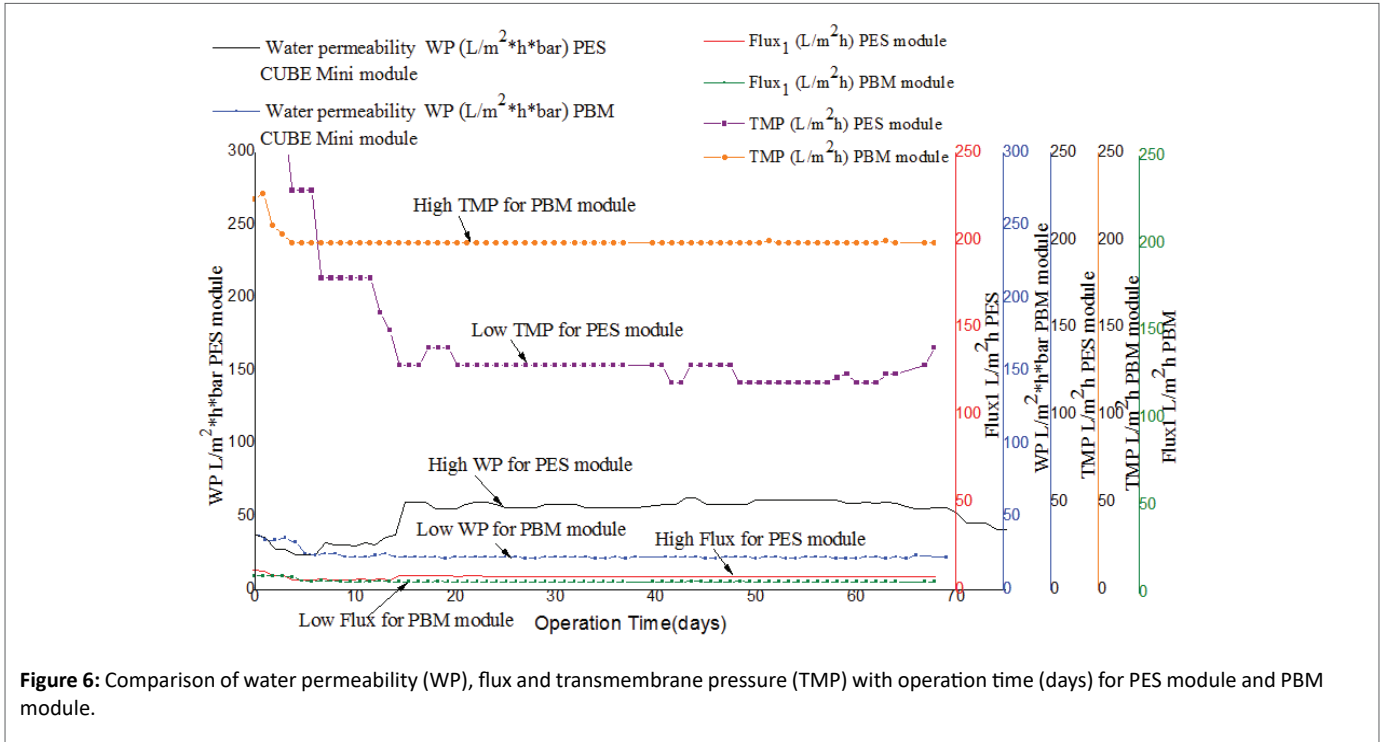 Water permeability WP (L/m²*h*bar) PES
CUBE Mini module
Water permeability WP (L/m²*h*bar) PBM
CUBE Mini module
Flux₁ (L/m²h) PES module
Flux₁ (L/m²h) PBM module
TMP (L/m²h) PES module
TMP (L/m²h) PBM module
300
250
200
150
100
50
0
WP L/m²*h*bar PES module
High TMP for PBM module
Low TMP for PES module
High WP for PES module
Low WP for PBM module
High Flux for PES module
Low Flux for PBM module
0 10 20 30 40 50 60 70
Operation Time(days)
250
200
150
100
50
0
Flux1 L/m²h PES
300
250
200
150
100
50
0
WP L/m²*h*bar PBM module
250
200
150
100
50
0
TMP L/m²h PES module
250
200
150
100
50
0
TMP L/m²h PBM module
250
200
150
100
50
0
Flux1 L/m²h PBM
Figure 6: Comparison of water permeability (WP), flux and transmembrane pressure (TMP) with operation time (days) for PES module and PBM
module.